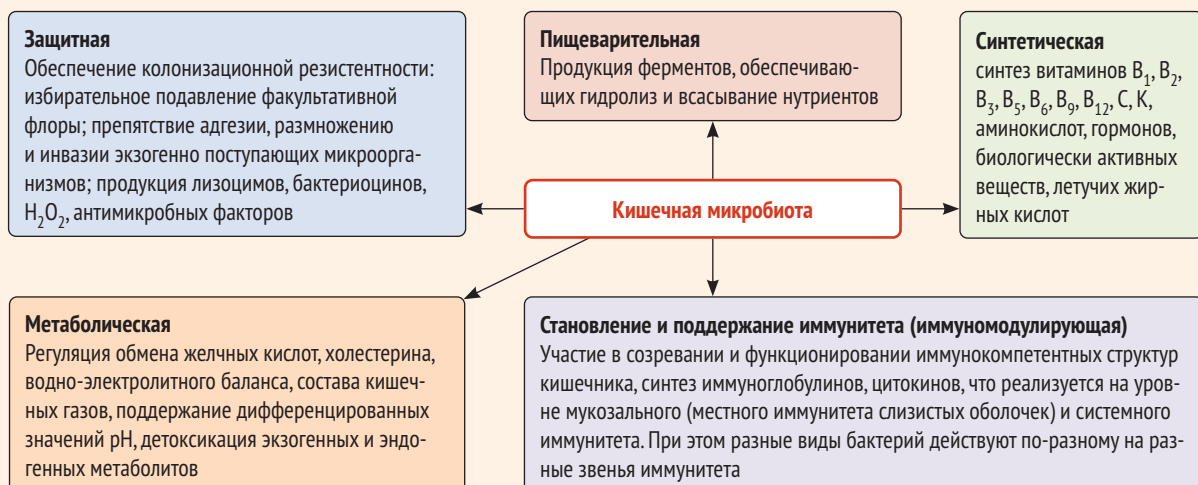 Защитная
Обеспечение колонизационной резистентности:
избирательное подавление факультативной
флоры; препятствие адгезии, размножению
и инвазии экзогенно поступающих микроорга-
низмов; продукция лизоцимов, бактериоцинов,
H₂O₂, антимикробных факторов
Пищеварительная
Продукция ферментов, обеспечиваю-
щих гидролиз и всасывание нутриентов
Синтетическая
синтез витаминов B₁, B₂,
B₃, B₅, B₆, B₉, B₁₂, C, K,
аминокислот, гормонов,
биологически активных
веществ, летучих жир-
ных кислот
Кишечная микробиота
Метаболическая
Регуляция обмена желчных кислот, холестерина,
водно-электролитного баланса, состава кишеч-
ных газов, поддержание дифференцированных
значений pH, детоксикация экзогенных и эндо-
генных метаболитов
Становление и поддержание иммунитета (иммуномодулирующая)
Участие в созревании и функционировании иммунокомпетентных структур
кишечника, синтез иммуноглобулинов, цитокинов, что реализуется на уров-
не мукозального (местного иммунитета слизистых оболочек) и системного
иммунитета. При этом разные виды бактерий действуют по-разному на раз-
ные звенья иммунитета